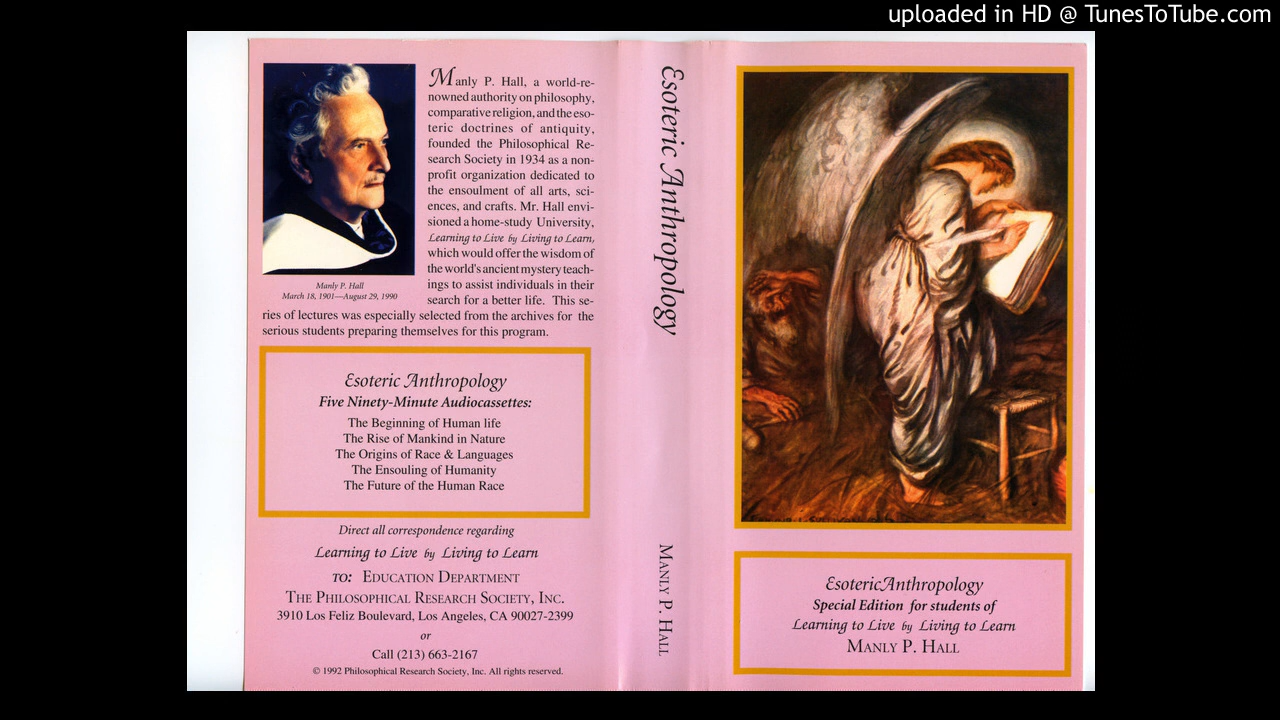 uploaded in HD @ TunesToTube.com
Manly P. Hall, a world-re-
nowned authority on philosophy,
comparative religion, and the eso-
teric doctrines of antiquity,
founded the Philosophical Re-
search Society in 1934 as a non-
profit organization dedicated to
the ensoulment of all arts, sci-
ences, and crafts. Mr. Hall envi-
sioned a home-study University,
Learning to Live by Living to Learn,
which would offer the wisdom of
the world's ancient mystery teach-
ings to assist individuals in their
search for a better life. This se-
ries of lectures was especially selected from the archives for the
serious students preparing themselves for this program.
Manly P. Hall
March 18, 1901—August 29, 1990
Esoteric Anthropology
Five Ninety-Minute Audiocassettes:
The Beginning of Human life
The Rise of Mankind in Nature
The Origins of Race & Languages
The Ensouling of Humanity
The Future of the Human Race
Direct all correspondence regarding
Learning to Live by Living to Learn
TO: Education Department
The Philosophical Research Society, Inc.
3910 Los Feliz Boulevard, Los Angeles, CA 90027-2399
or
Call (213) 663-2167
© 1992 Philosophical Research Society, Inc. All rights reserved.
Esoteric Anthropology
Manly P. Hall
EsotericAnthropology
Special Edition for students of
Learning to Live by Living to Learn
Manly P. Hall